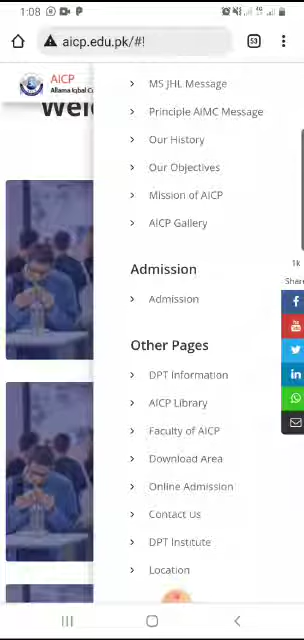 1:08
aicp.edu.pk/#!
53
AICP
Allama Iqbal Co
MS JHL Message
Principle AIMC Message
Our History
Our Objectives
Mission of AICP
AICP Gallery
1k
Share
Admission
Admission
Other Pages
DPT Information
AICP Library
Faculty of AICP
Download Area
Online Admission
Contact Us
DPT Institute
Location